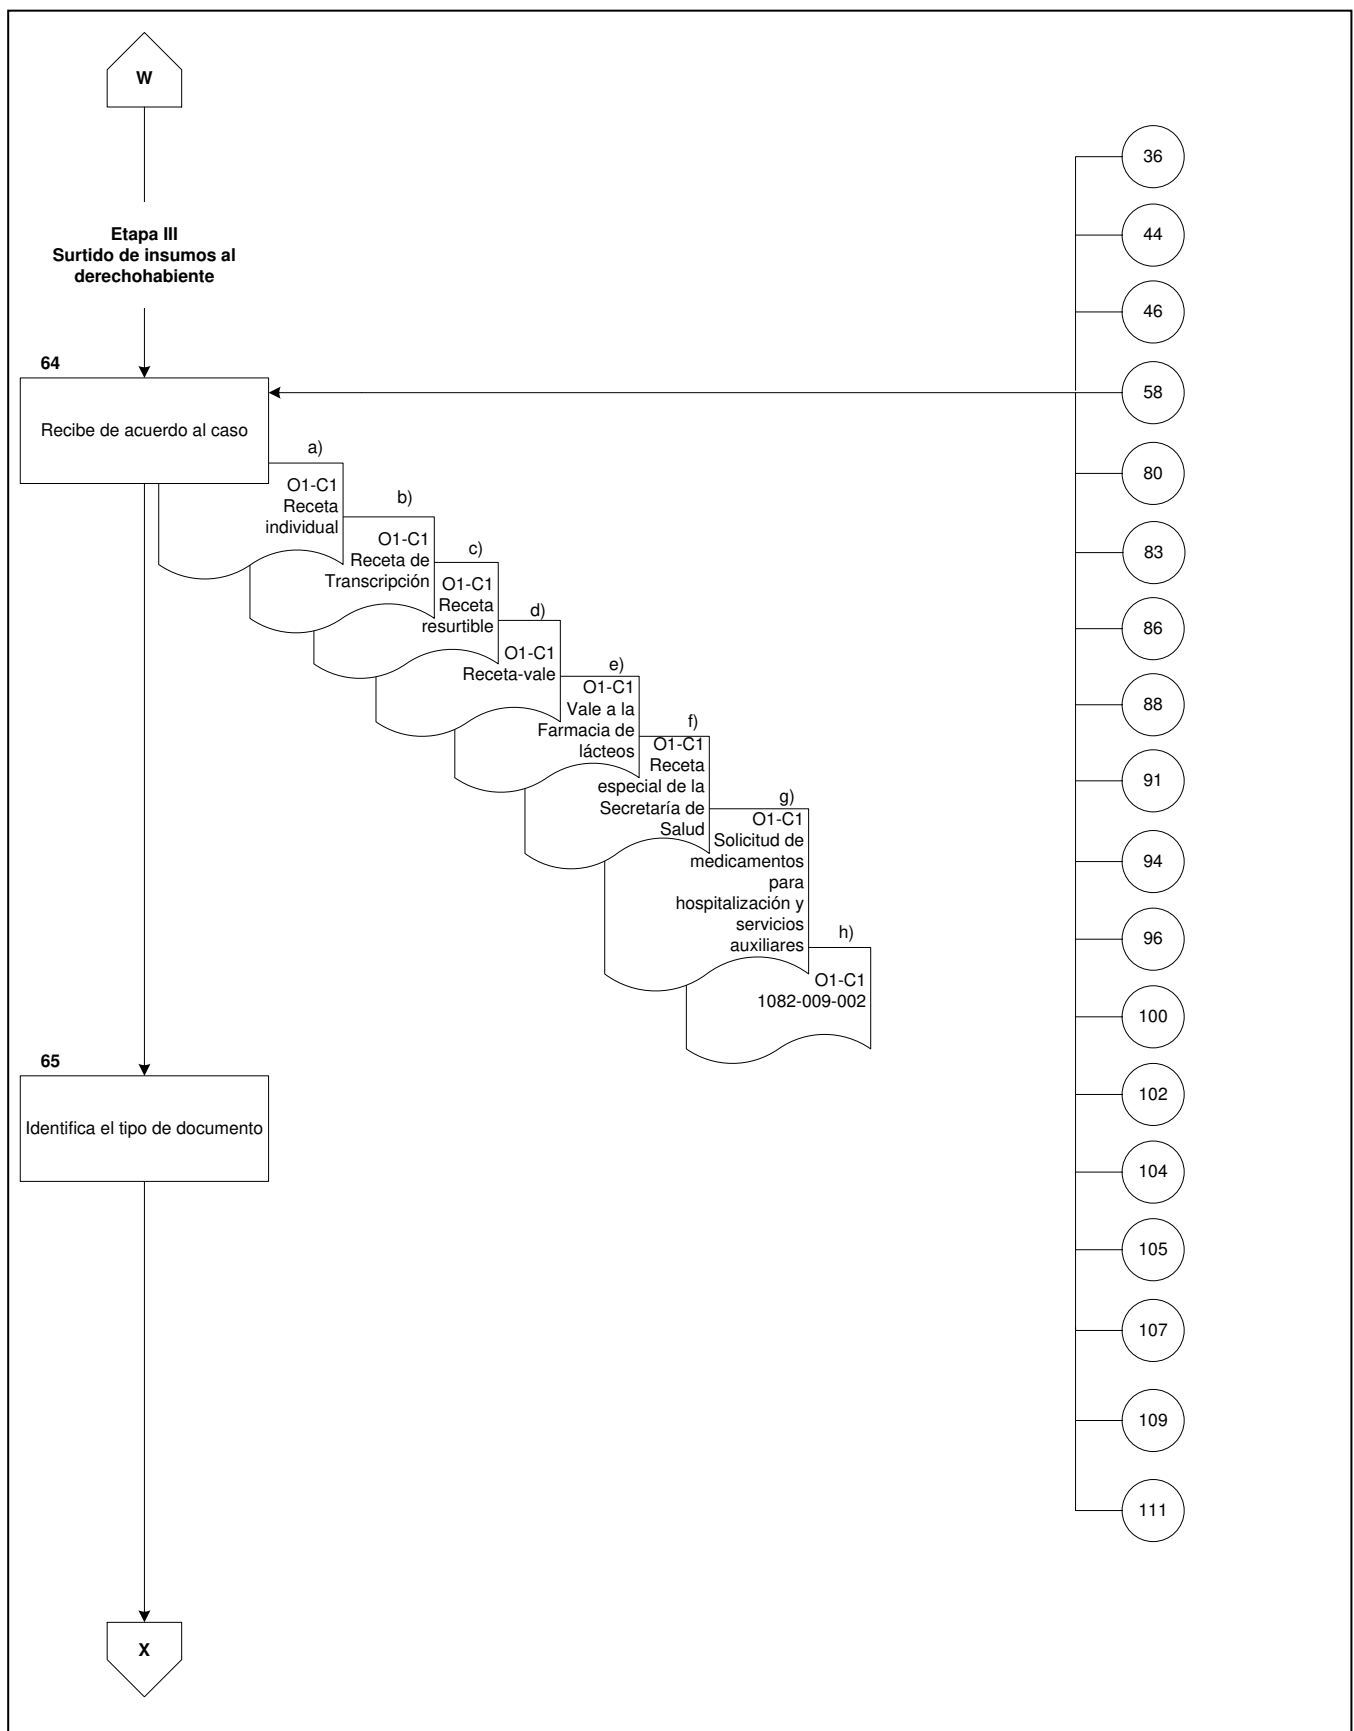 W
Etapa III
Surtido de insumos al
derechohabiente
64
Recibe de acuerdo al caso
a)
O1-C1
Receta
individual
b)
O1-C1
Receta de
Transcripción
c)
O1-C1
Receta
resurtible
d)
O1-C1
Receta-vale
e)
O1-C1
Vale a la
Farmacia de
lácteos
f)
O1-C1
Receta
especial de la
Secretaría de
Salud
g)
O1-C1
Solicitud de
medicamentos
para
hospitalización y
servicios
auxiliares
h)
O1-C1
1082-009-002
65
Identifica el tipo de documento
X
36
44
46
58
80
83
86
88
91
94
96
100
102
104
105
107
109
111